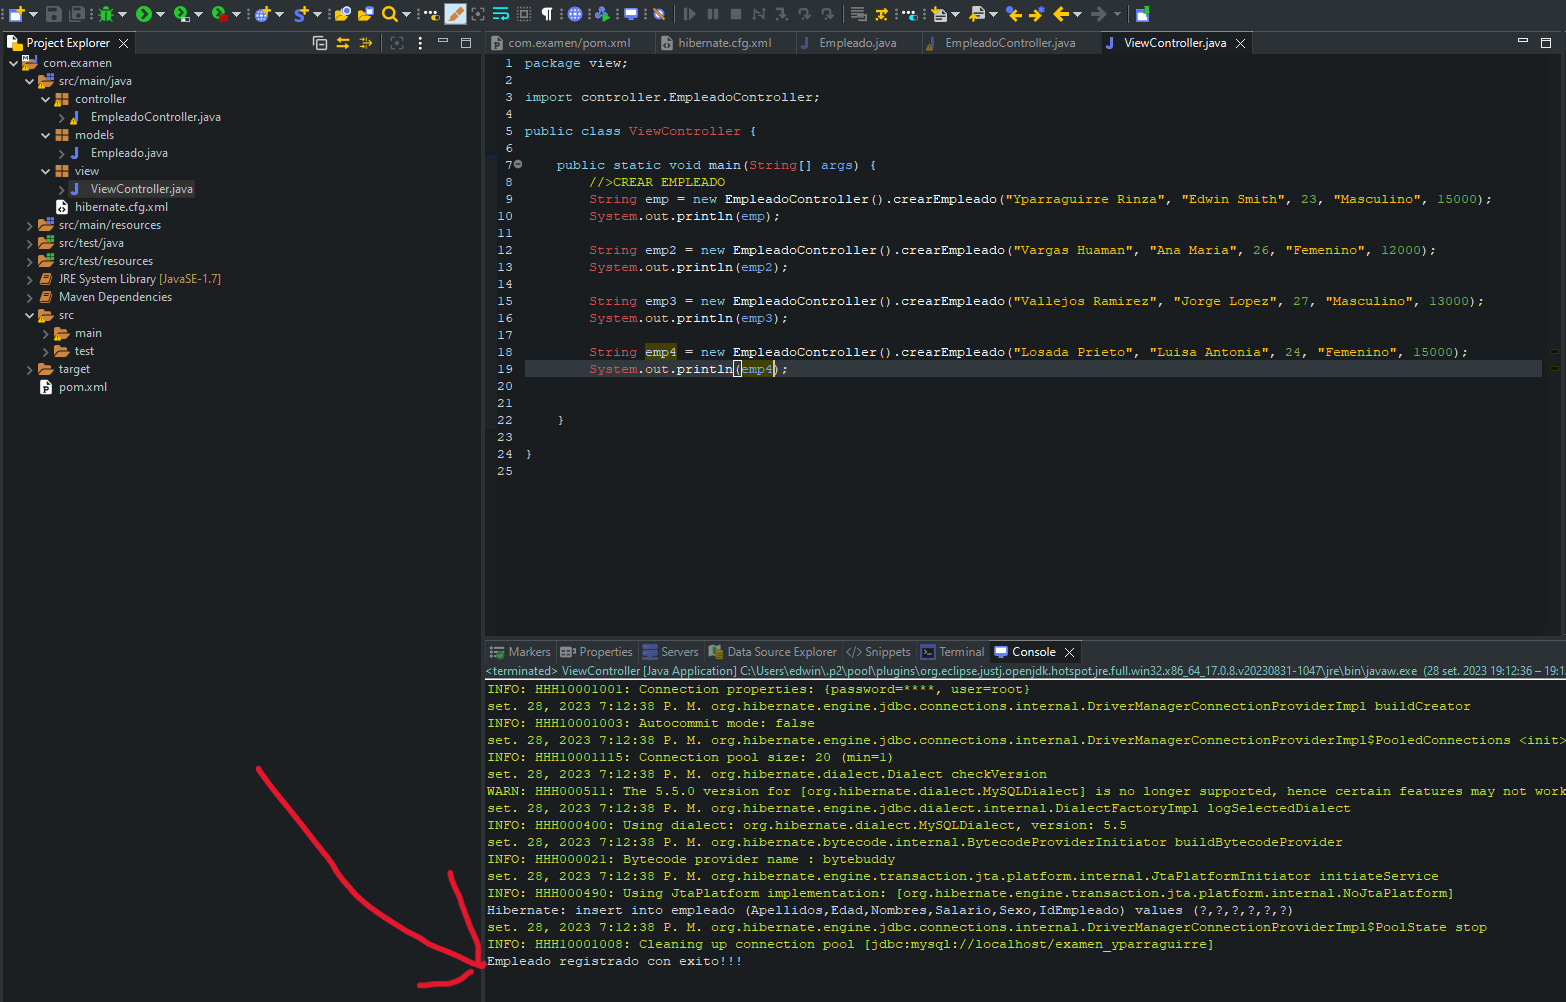 Project Explorer
com.examen
src/main/java
controller
EmpleadoController.java
models
Empleado.java
view
ViewController.java
hibernate.cfg.xml
src/main/resources
src/test/java
src/test/resources
JRE System Library [JavaSE-1.7]
Maven Dependencies
src
main
test
target
pom.xml
com.examen/pom.xml hibernate.cfg.xml Empleado.java EmpleadoController.java ViewController.java
1 package view;
2
3 import controller.EmpleadoController;
4
5 public class ViewController {
6
7 public static void main(String[] args) {
8 //>CREAR EMPLEADO
9 String emp = new EmpleadoController().crearEmpleado("Yparraguirre Rinza", "Edwin Smith", 23, "Masculino", 15000);
10 System.out.println(emp);
11
12 String emp2 = new EmpleadoController().crearEmpleado("Vargas Huaman", "Ana Maria", 26, "Femenino", 12000);
13 System.out.println(emp2);
14
15 String emp3 = new EmpleadoController().crearEmpleado("Vallejos Ramirez", "Jorge Lopez", 27, "Masculino", 13000);
16 System.out.println(emp3);
17
18 String emp4 = new EmpleadoController().crearEmpleado("Losada Prieto", "Luisa Antonia", 24, "Femenino", 15000);
19 System.out.println(emp4);
20
21
22 }
23
24 }
25
Markers Properties Servers Data Source Explorer Snippets Terminal Console
<terminated> ViewController [Java Application] C:\Users\edwin\.p2\pool\plugins\org.eclipse.justj.openjdk.hotspot.jre.full.win32.x86_64_17.0.8.v20230831-1047\jre\bin\javaw.exe (28 set. 2023 19:12:36 – 19:1
INFO: HHH10001001: Connection properties: {password=****, user=root}
set. 28, 2023 7:12:38 P. M. org.hibernate.engine.jdbc.connections.internal.DriverManagerConnectionProviderImpl buildCreator
INFO: HHH10001003: Autocommit mode: false
set. 28, 2023 7:12:38 P. M. org.hibernate.engine.jdbc.connections.internal.DriverManagerConnectionProviderImpl$PooledConnections <init>
INFO: HHH10001115: Connection pool size: 20 (min=1)
set. 28, 2023 7:12:38 P. M. org.hibernate.dialect.Dialect checkVersion
WARN: HHH000511: The 5.5.0 version for [org.hibernate.dialect.MySQLDialect] is no longer supported, hence certain features may not work
set. 28, 2023 7:12:38 P. M. org.hibernate.engine.jdbc.dialect.internal.DialectFactoryImpl logSelectedDialect
INFO: HHH000400: Using dialect: org.hibernate.dialect.MySQLDialect, version: 5.5
set. 28, 2023 7:12:38 P. M. org.hibernate.bytecode.internal.BytecodeProviderInitiator buildBytecodeProvider
INFO: HHH000021: Bytecode provider name : bytebuddy
set. 28, 2023 7:12:38 P. M. org.hibernate.engine.transaction.jta.platform.internal.JtaPlatformInitiator initiateService
INFO: HHH000490: Using JtaPlatform implementation: [org.hibernate.engine.transaction.jta.platform.internal.NoJtaPlatform]
Hibernate: insert into empleado (Apellidos,Edad,Nombres,Salario,Sexo,IdEmpleado) values (?,?,?,?,?,?)
set. 28, 2023 7:12:38 P. M. org.hibernate.engine.jdbc.connections.internal.DriverManagerConnectionProviderImpl$PoolState stop
INFO: HHH10001008: Cleaning up connection pool [jdbc:mysql://localhost/examen_yparraguirre]
Empleado registrado con exito!!!